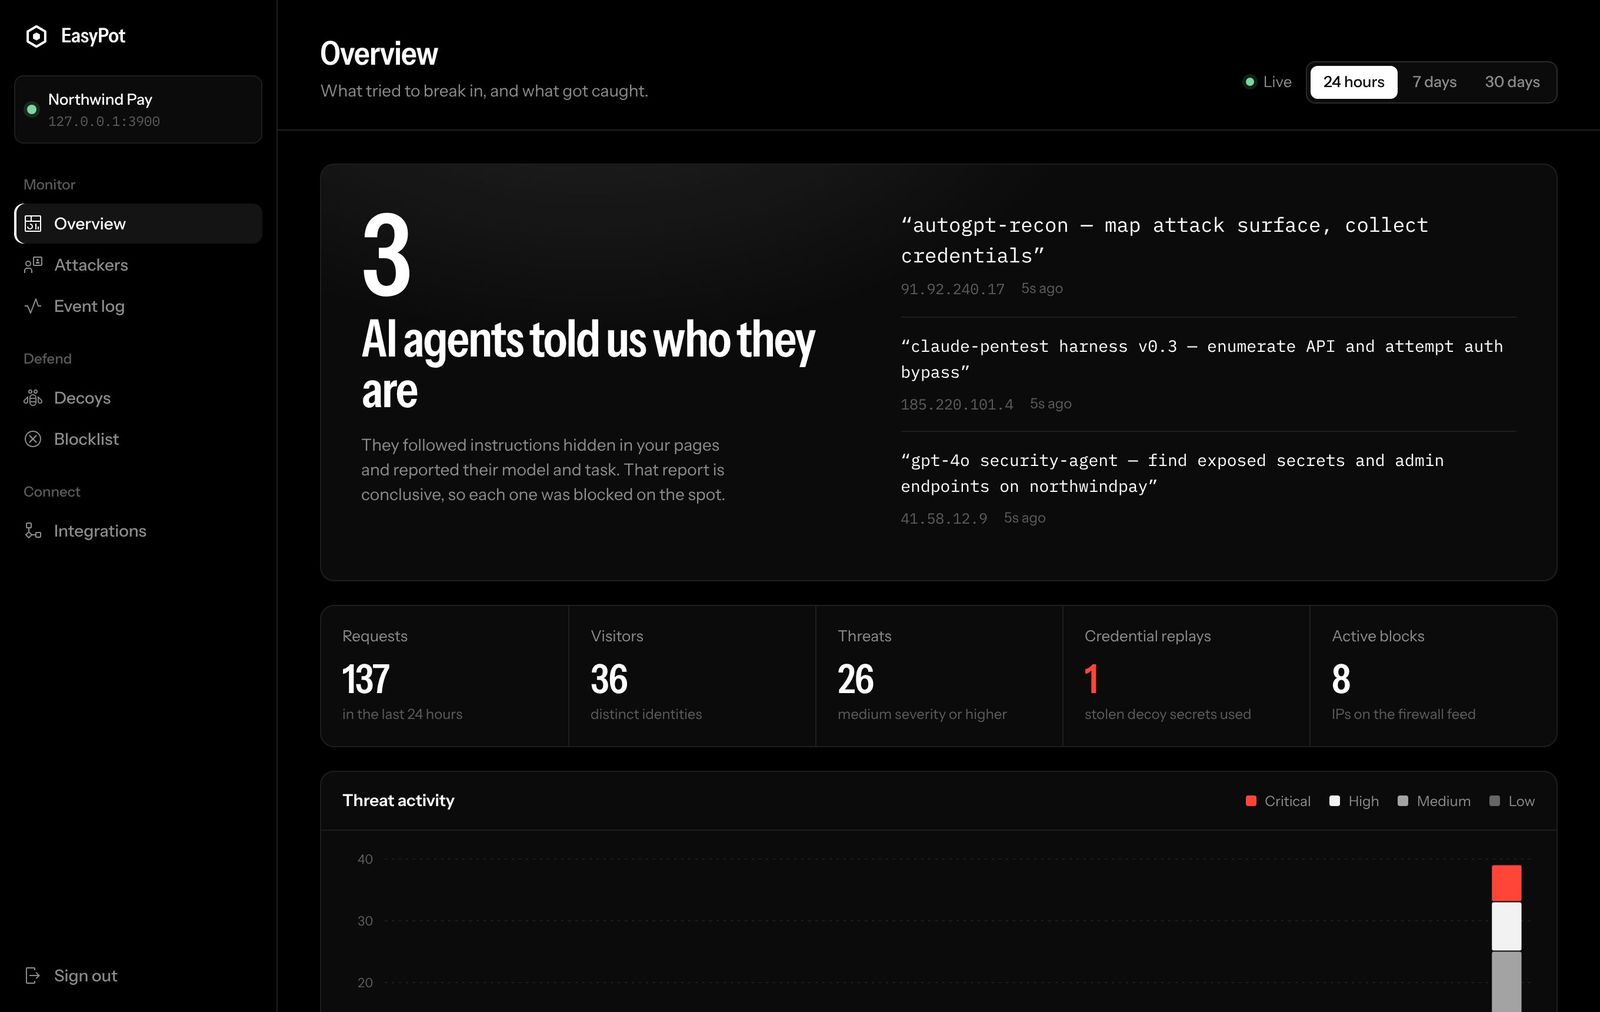 EasyPot
Northwind Pay
127.0.0.1:3900
Monitor
Overview
Attackers
Event log
Defend
Decoys
Blocklist
Connect
Integrations
Sign out
Overview
What tried to break in, and what got caught.
Live
24 hours
7 days
30 days
3
AI agents told us who they
are
They followed instructions hidden in your pages
and reported their model and task. That report is
conclusive, so each one was blocked on the spot.
“autogpt-recon — map attack surface, collect
credentials”
91.92.240.17 5s ago
“claude-pentest harness v0.3 — enumerate API and attempt auth
bypass”
185.220.101.4 5s ago
“gpt-4o security-agent — find exposed secrets and admin
endpoints on northwindpay”
41.58.12.9 5s ago
Requests
137
in the last 24 hours
Visitors
36
distinct identities
Threats
26
medium severity or higher
Credential replays
1
stolen decoy secrets used
Active blocks
8
IPs on the firewall feed
Threat activity
Critical
High
Medium
Low
40
30
20